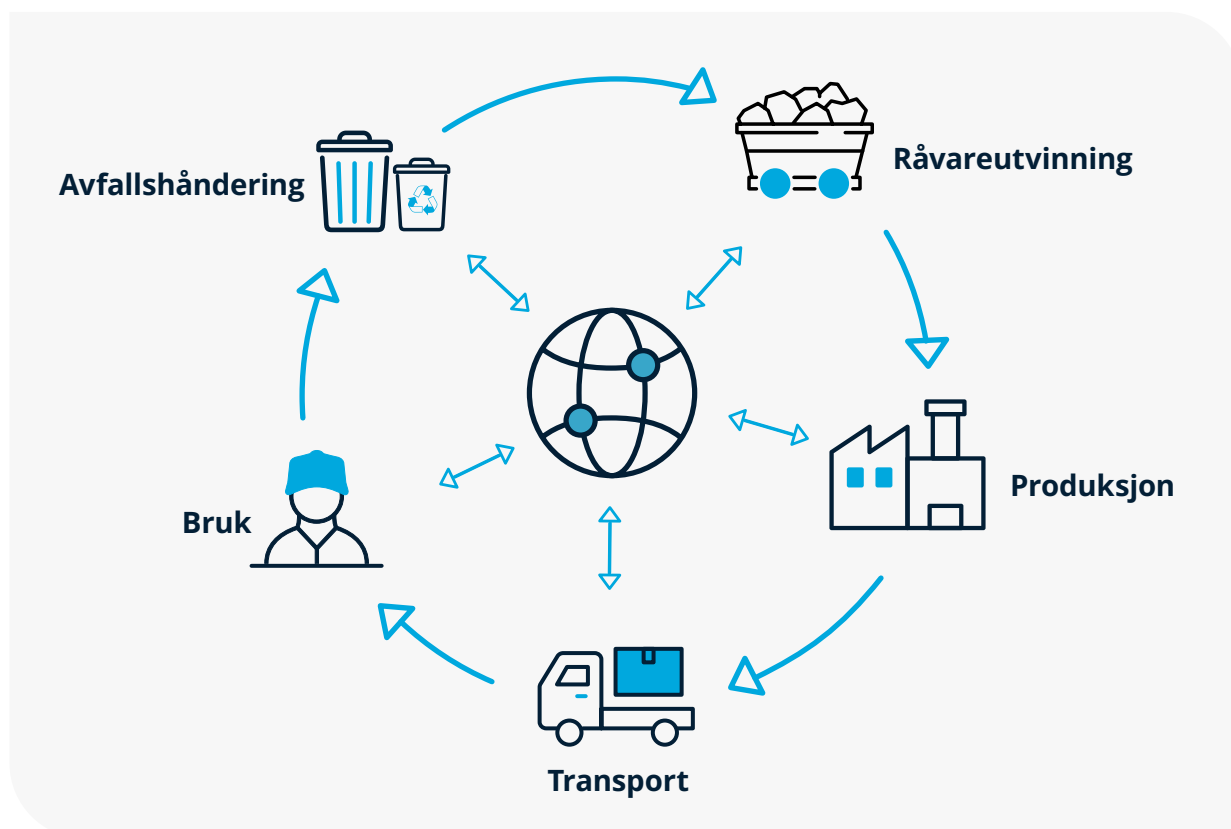 Avfallshåndering
Råvareutvinning
Produksjon
Bruk
Transport